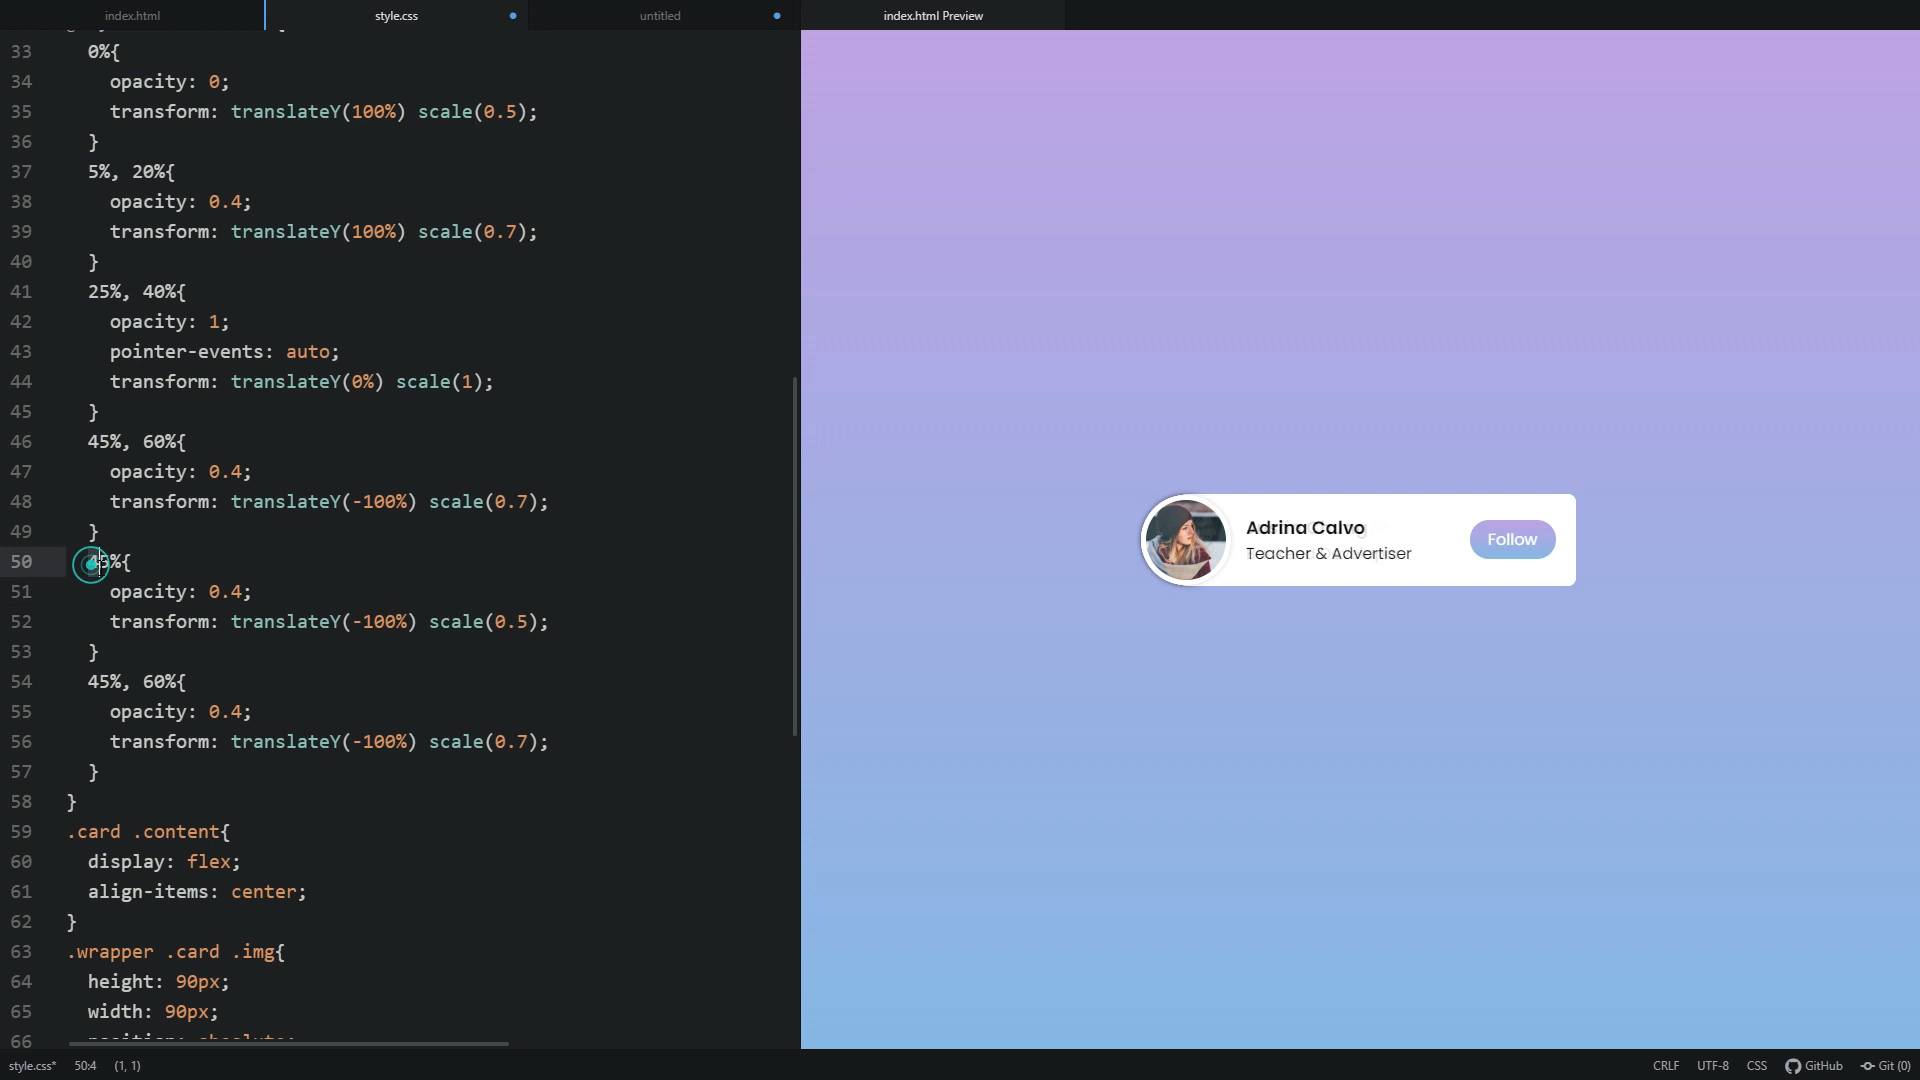 index.html
style.css
untitled
index.html Preview
33 0%{
34 opacity: 0;
35 transform: translateY(100%) scale(0.5);
36 }
37 5%, 20%{
38 opacity: 0.4;
39 transform: translateY(100%) scale(0.7);
40 }
41 25%, 40%{
42 opacity: 1;
43 pointer-events: auto;
44 transform: translateY(0%) scale(1);
45 }
46 45%, 60%{
47 opacity: 0.4;
48 transform: translateY(-100%) scale(0.7);
49 }
50 45%{
51 opacity: 0.4;
52 transform: translateY(-100%) scale(0.5);
53 }
54 45%, 60%{
55 opacity: 0.4;
56 transform: translateY(-100%) scale(0.7);
57 }
58 }
59 .card .content{
60 display: flex;
61 align-items: center;
62 }
63 .wrapper .card .img{
64 height: 90px;
65 width: 90px;
66
Adrina Calvo
Teacher & Advertiser
Follow
style.css* 50:4 (1, 1)
CRLF UTF-8 CSS GitHub Git (0)